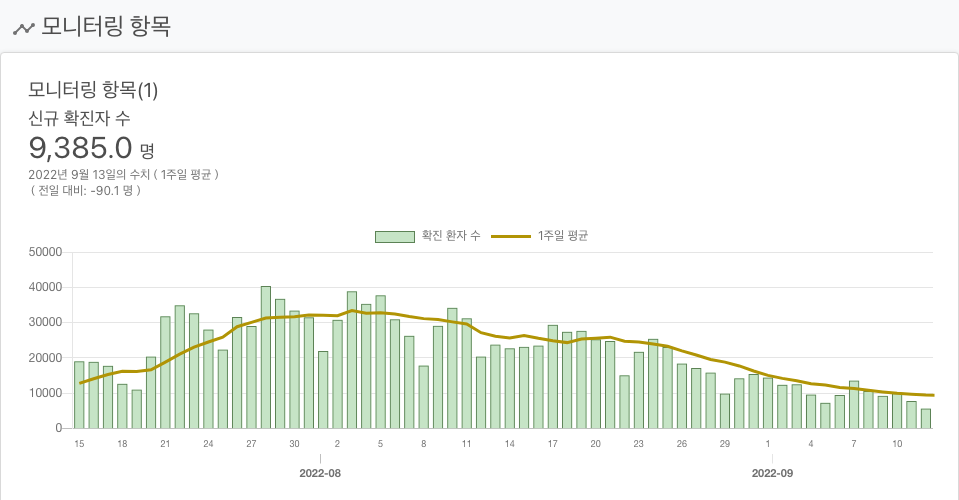 모니터링 항목
모니터링 항목(1)
신규 확진자 수
9,385.0 명
2022년 9월 13일의 수치 ( 1주일 평균 )
( 전일 대비: -90.1 명 )
확진 환자 수 1주일 평균
50000
40000
30000
20000
10000
0
15 18 21 24 27 30 2 5 8 11 14 17 20 23 26 29 1 4 7 10
2022-08 2022-09